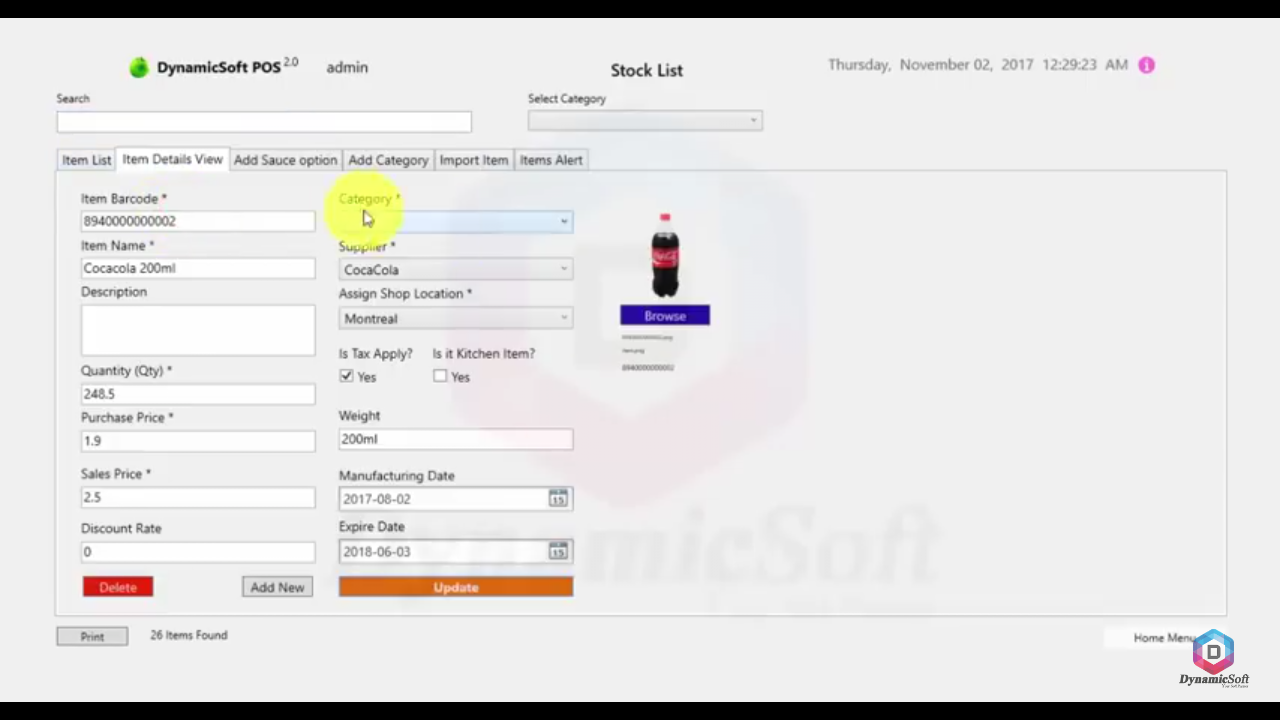 DynamicSoft POS 2.0 admin
Stock List
Thursday, November 02, 2017 12:29:23 AM
Search
Select Category
Item List
Item Details View
Add Sauce option
Add Category
Import Item
Items Alert
Item Barcode *
8940000000002
Item Name *
Cocacola 200ml
Description
Quantity (Qty) *
248.5
Purchase Price *
1.9
Sales Price *
2.5
Discount Rate
0
Delete
Add New
Category *
Supplier *
CocaCola
Assign Shop Location *
Montreal
Is Tax Apply?
Is it Kitchen Item?
Yes
Yes
Weight
200ml
Manufacturing Date
2017-08-02
15
Expire Date
2018-06-03
15
Update
Browse
8940000000002
Print
26 Items Found
Home Menu
D
DynamicSoft
DynamicSoft